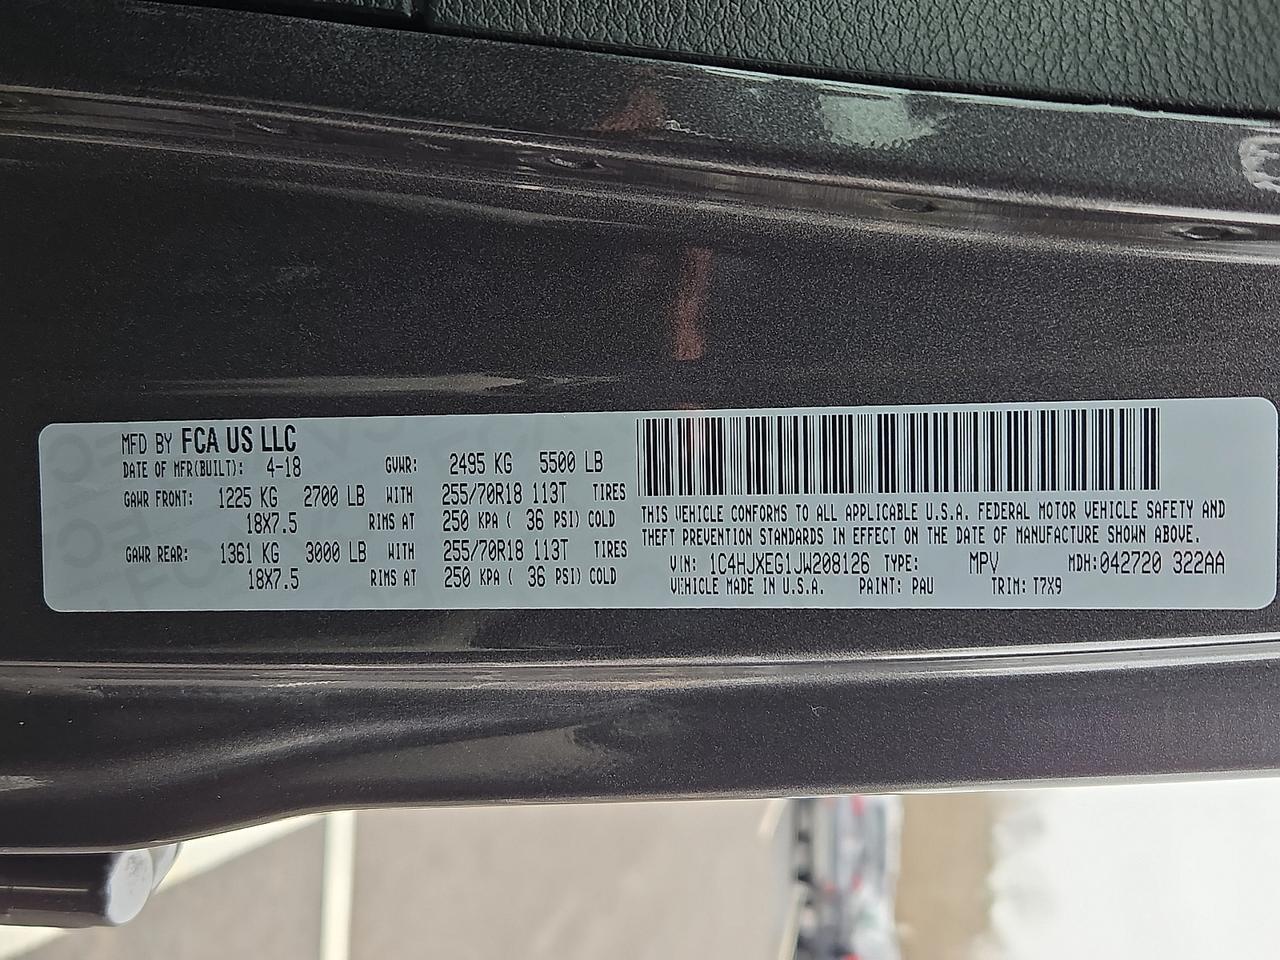 MFD BY FCA US LLC
DATE OF MFR(BUILT): 4-18 GVWR: 2495 KG 5500 LB
GAWR FRONT: 1225 KG 2700 LB WITH 255/70R18 113T TIRES
18X7.5 RIMS AT 250 KPA ( 36 PSI) COLD
GAWR REAR: 1361 KG 3000 LB WITH 255/70R18 113T TIRES
18X7.5 RIMS AT 250 KPA ( 36 PSI) COLD
THIS VEHICLE CONFORMS TO ALL APPLICABLE U.S.A. FEDERAL MOTOR VEHICLE SAFETY AND
THEFT PREVENTION STANDARDS IN EFFECT ON THE DATE OF MANUFACTURE SHOWN ABOVE.
VIN: 1C4HJXEG1JW208126 TYPE: MPV MDH:042720 322AA
VEHICLE MADE IN U.S.A. PAINT: PAU TRIM: T7X9